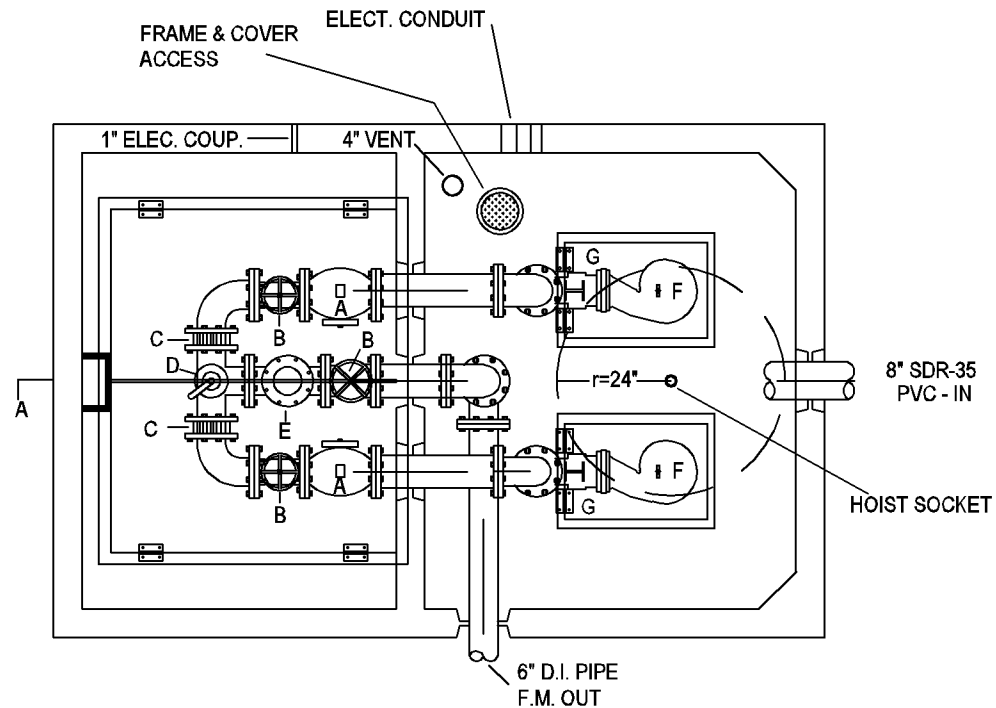 ELECT. CONDUIT
FRAME & COVER
ACCESS
1" ELEC. COUP.
4" VENT
G
A
F
B
C
B
D
A
r=24"
8" SDR-35
PVC - IN
C
E
A
F
B
G
HOIST SOCKET
6" D.I. PIPE
F.M. OUT